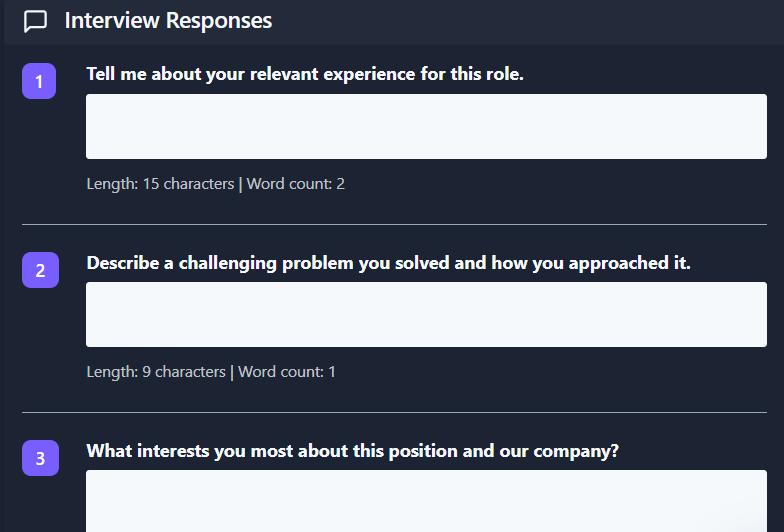 Interview Responses
1
Tell me about your relevant experience for this role.
Length: 15 characters | Word count: 2
2
Describe a challenging problem you solved and how you approached it.
Length: 9 characters | Word count: 1
3
What interests you most about this position and our company?